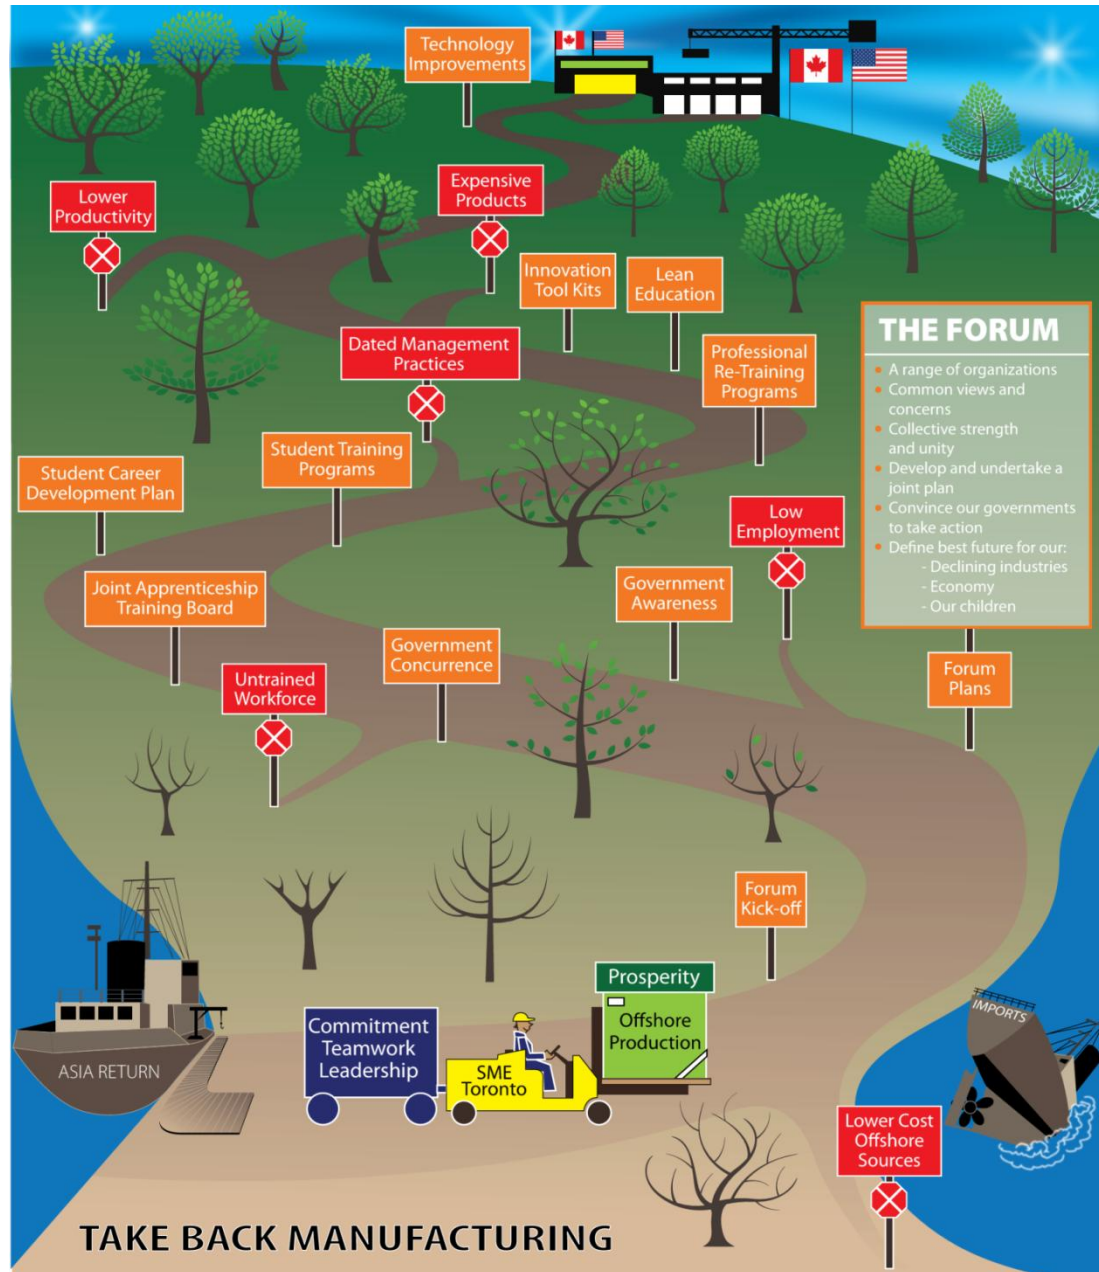 Technology
Improvements
Lower
Productivity
Expensive
Products
Innovation
Tool Kits
Lean
Education
Dated Management
Practices
Professional
Re-Training
Programs
THE FORUM
• A range of organizations
• Common views and
concerns
• Collective strength
and unity
• Develop and undertake a
joint plan
• Convince our governments
to take action
• Define best future for our:
- Declining industries
- Economy
- Our children
Student Career
Development Plan
Student Training
Programs
Low
Employment
Joint Apprenticeship
Training Board
Government
Awareness
Government
Concurrence
Untrained
Workforce
Forum
Plans
Forum
Kick-off
Prosperity
Offshore
Production
Commitment
Teamwork
Leadership
SME
Toronto
ASIA RETURN
IMPORTS
Lower Cost
Offshore
Sources
TAKE BACK MANUFACTURING